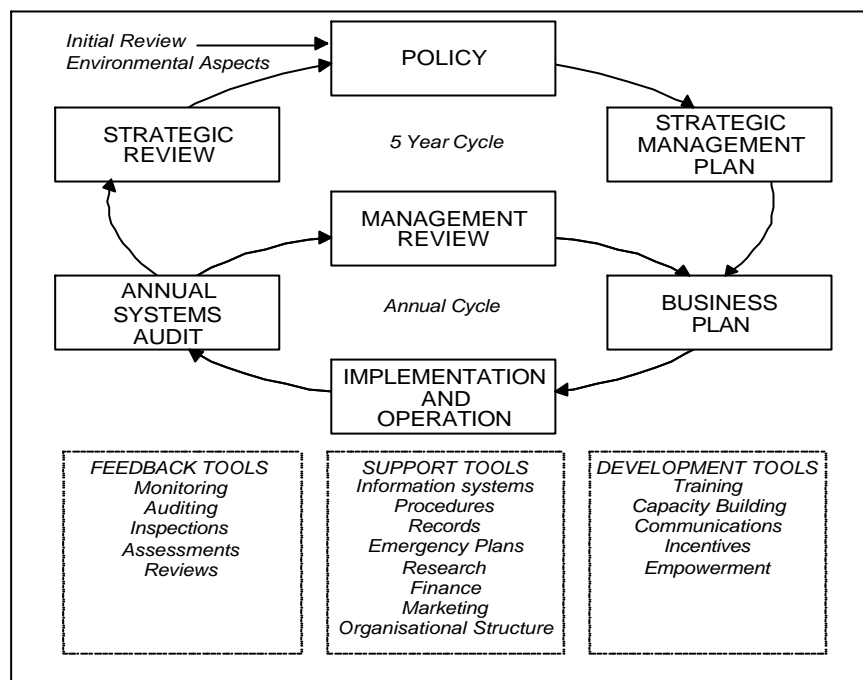 Initial Review
Environmental Aspects
POLICY
STRATEGIC
REVIEW
5 Year Cycle
STRATEGIC
MANAGEMENT
PLAN
MANAGEMENT
REVIEW
ANNUAL
SYSTEMS
AUDIT
Annual Cycle
BUSINESS
PLAN
IMPLEMENTATION
AND
OPERATION
FEEDBACK TOOLS
Monitoring
Auditing
Inspections
Assessments
Reviews
SUPPORT TOOLS
Information systems
Procedures
Records
Emergency Plans
Research
Finance
Marketing
Organisational Structure
DEVELOPMENT TOOLS
Training
Capacity Building
Communications
Incentives
Empowerment